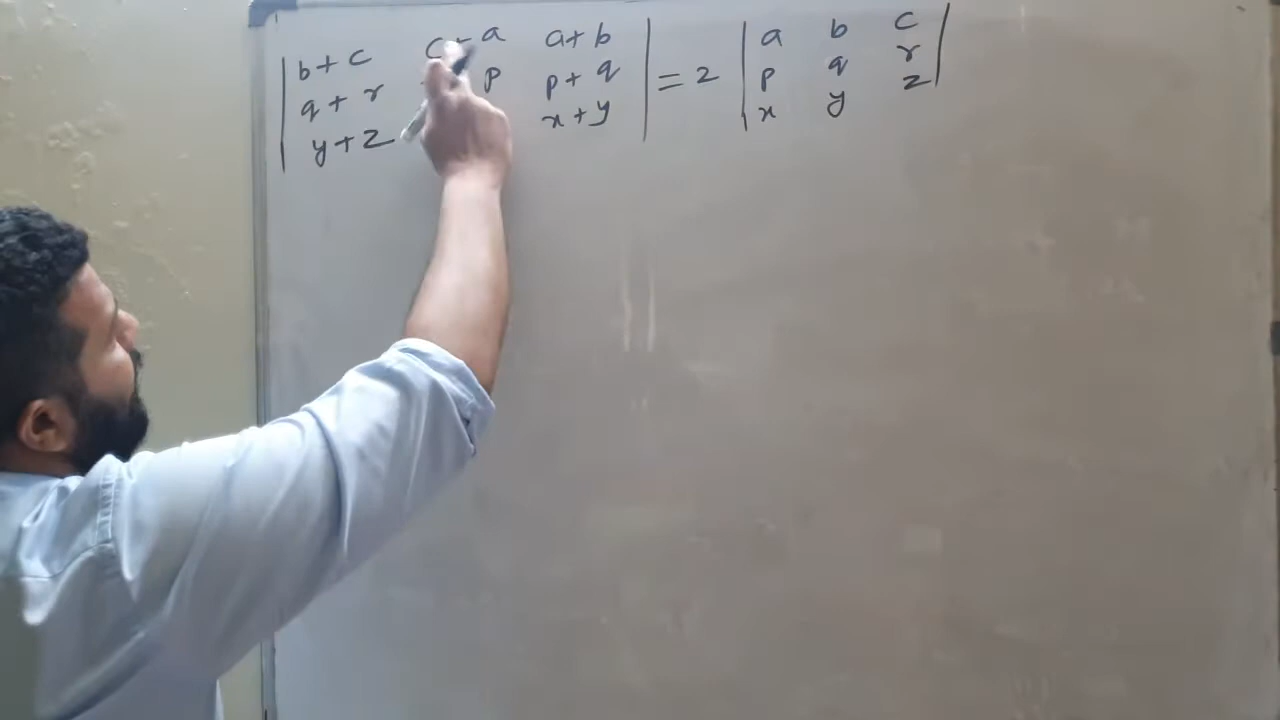 | b + c   c + a   a + b | = 2 | a   b   c |
| q + r   p   p + q | | p   q   r |
| y + z   x + y | | x   y   z |